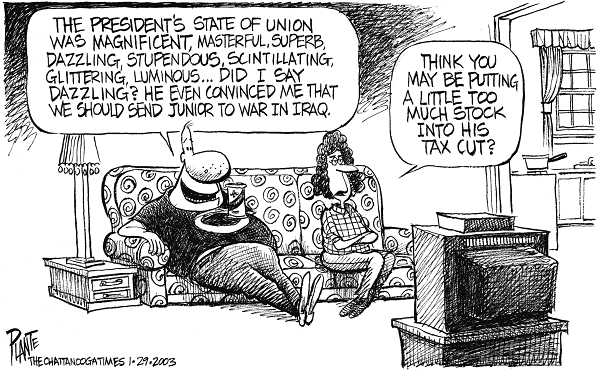 THE PRESIDENT'S STATE OF UNION
WAS MAGNIFICENT, MASTERFUL, SUPERB,
DAZZLING, STUPENDOUS, SCINTILLATING,
GLITTERING, LUMINOUS... DID I SAY
DAZZLING? HE EVEN CONVINCED ME THAT
WE SHOULD SEND JUNIOR TO WAR IN IRAQ.
THINK YOU
MAY BE PUTTING
A LITTLE TOO
MUCH STOCK
INTO HIS
TAX CUT?
PLANTE
THE CHATTANOOGA TIMES 1·29·2003